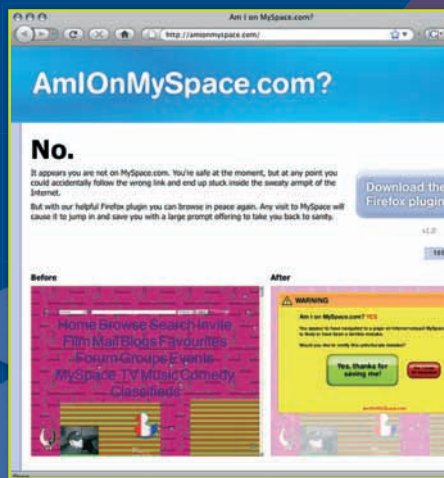 Am I on MySpace.com?
http://amionmyspace.com/
AmIOnMySpace.com?
No.
It appears you are not on MySpace.com. You're safe at the moment, but at any point you
could accidentally follow the wrong link and end up stuck inside the sweaty armpit of the
Internet.
But with our helpful Firefox plugin you can browse in peace again. Any visit to MySpace will
cause it to jump in and save you with a large prompt offering to take you back to sanity.
Download the
Firefox plugin
v1.0
Before
After
Home Browse Search Invite
Film Mail Blogs Favourites
Forum Groups Events
MySpace TV Music Comedy
Classifieds
WARNING
Am I on MySpace.com? YES
Yes, thanks for
saving me!